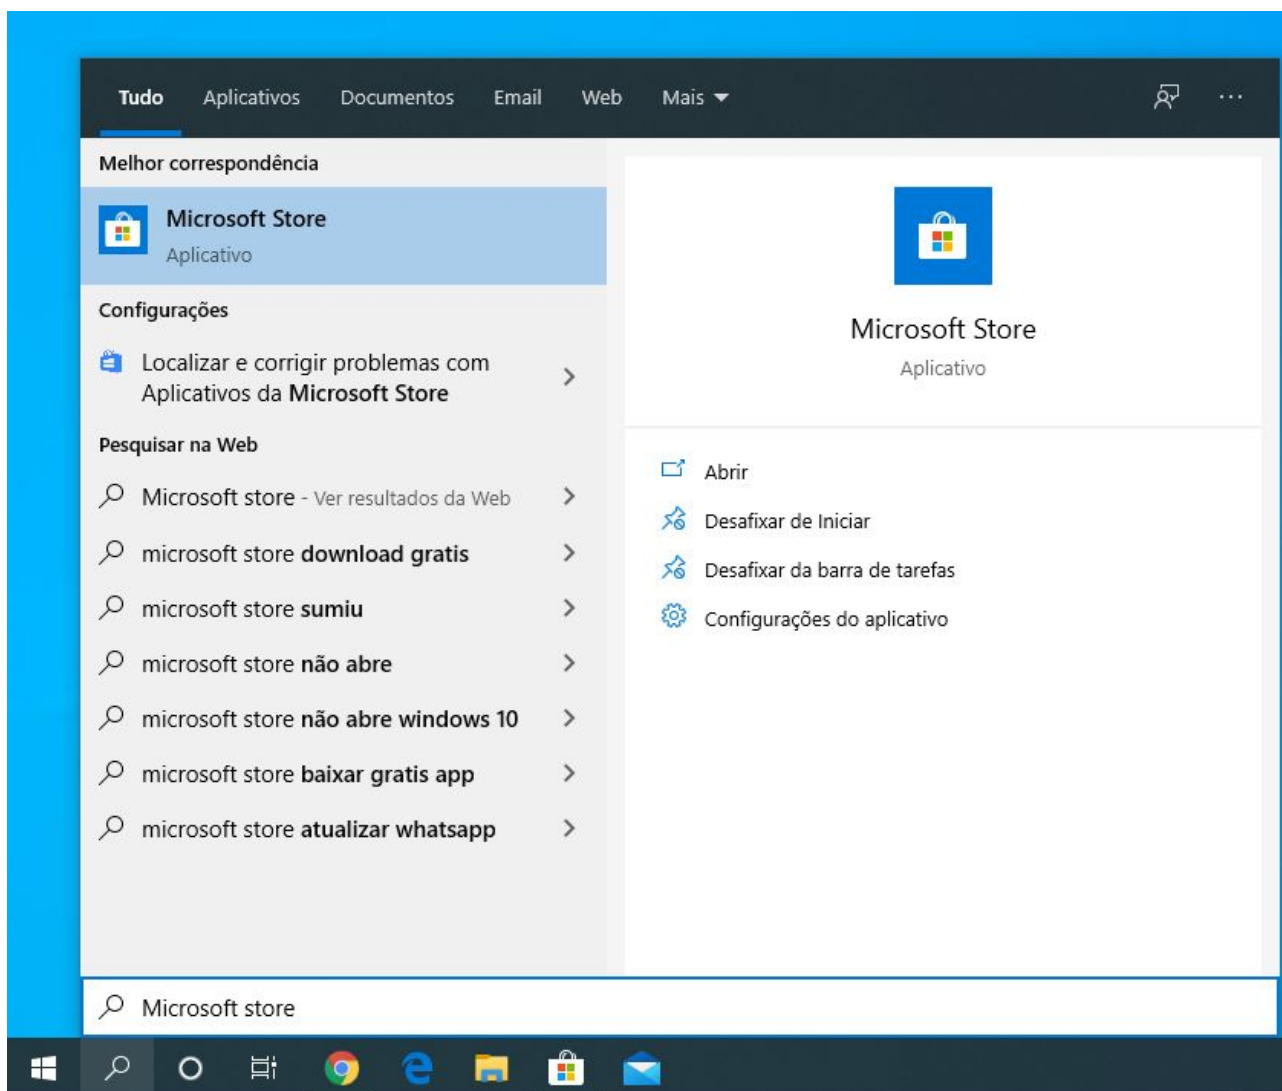 Tudo Aplicativos Documentos Email Web Mais
Melhor correspondência
Microsoft Store
Aplicativo
Configurações
Localizar e corrigir problemas com
Aplicativos da Microsoft Store
Pesquisar na Web
Microsoft store - Ver resultados da Web
microsoft store download gratis
microsoft store sumiu
microsoft store não abre
microsoft store não abre windows 10
microsoft store baixar gratis app
microsoft store atualizar whatsapp
Microsoft Store
Aplicativo
Abrir
Desafixar de Iniciar
Desafixar da barra de tarefas
Configurações do aplicativo
Microsoft store